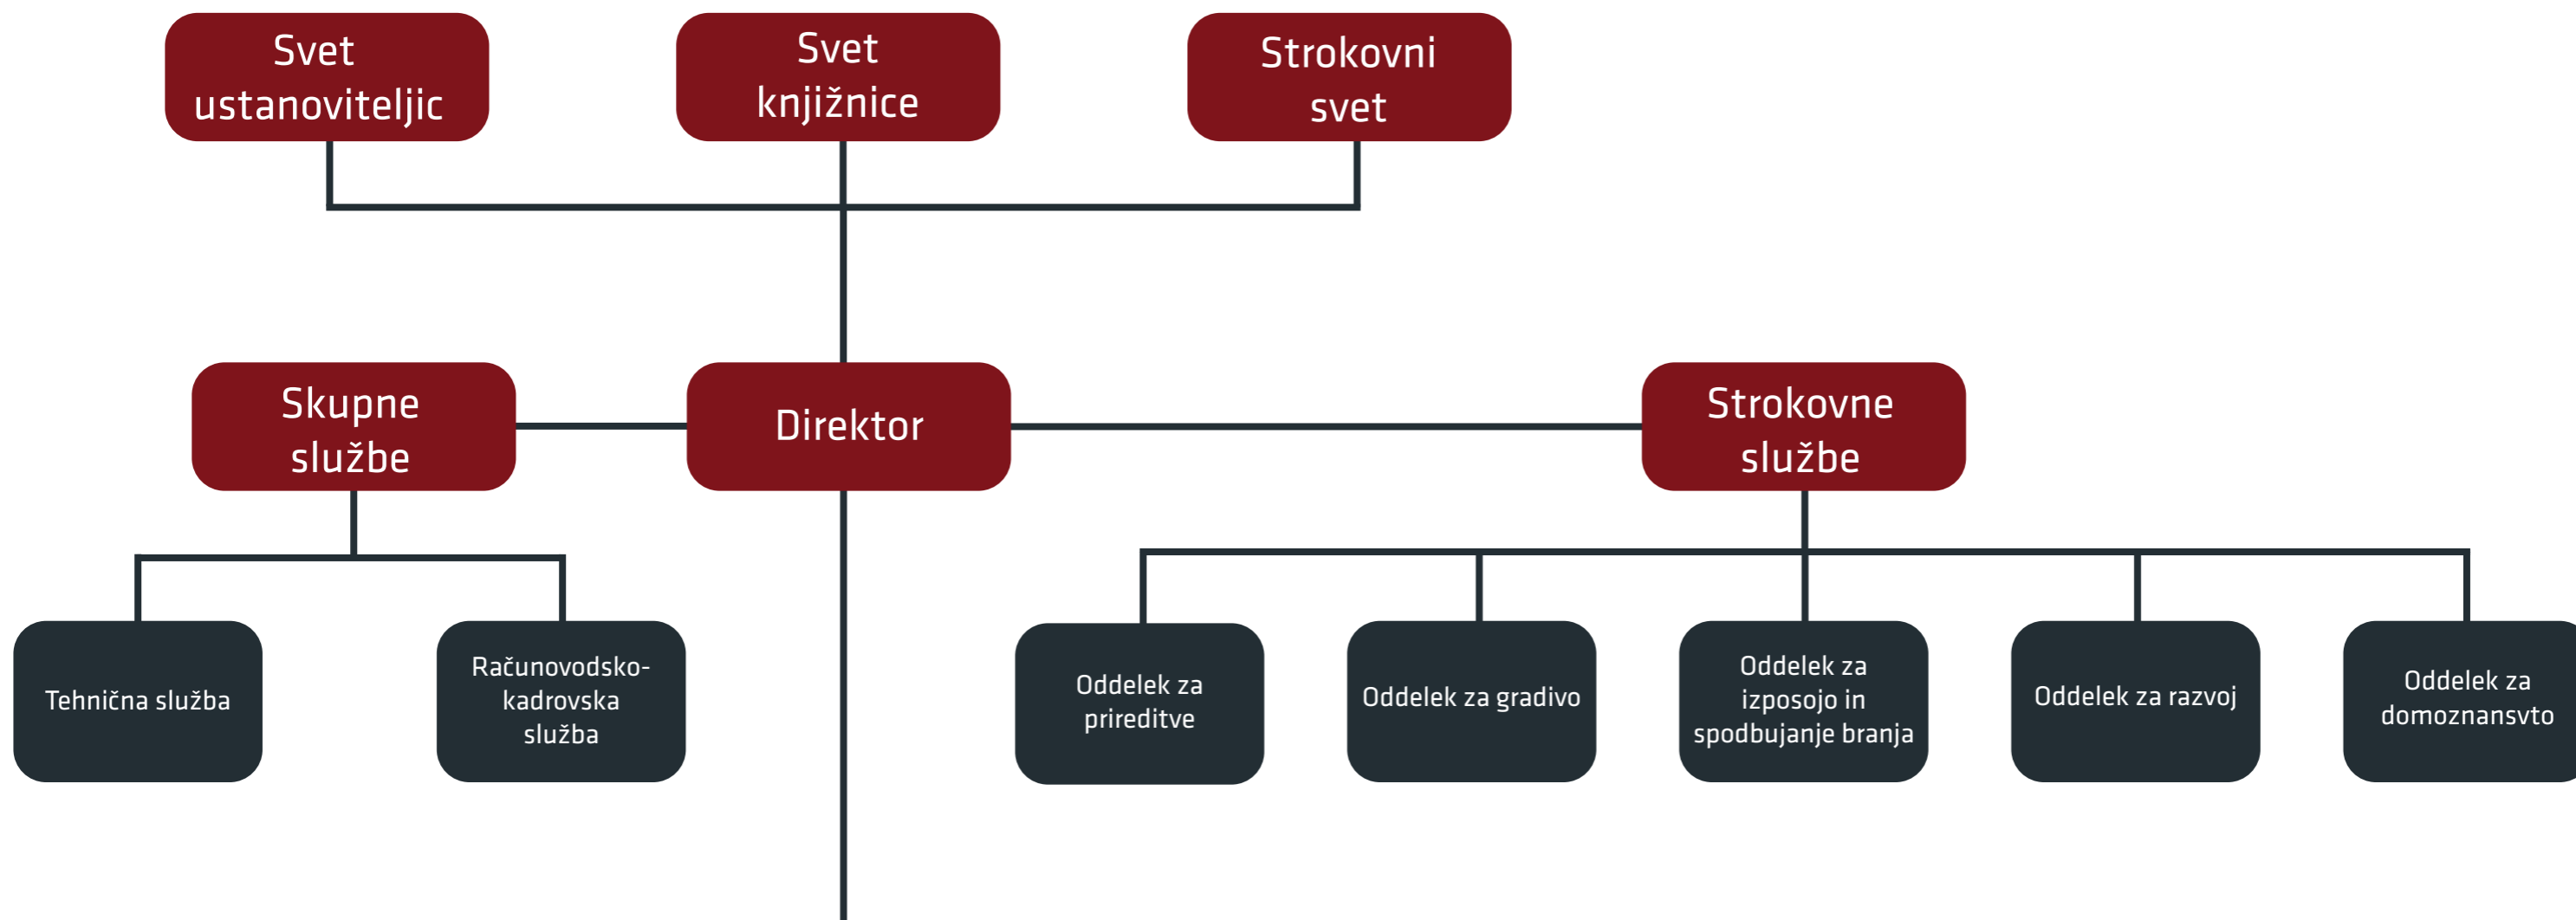 Svet
ustanoviteljic
Svet
knjižnice
Strokovni
svet
Skupne
službe
Direktor
Strokovne
službe
Tehnična služba
Računovodsko-
kadrovska
služba
Oddelek za
prireditve
Oddelek za gradivo
Oddelek za
izposojo in
spodbujanje branja
Oddelek za razvoj
Oddelek za
domoznansvto